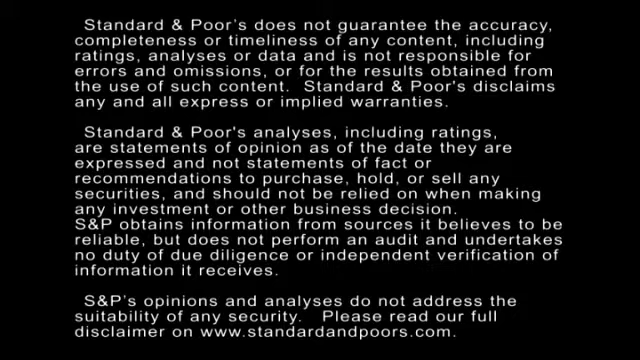 Standard & Poor's does not guarantee the accuracy,
completeness or timeliness of any content, including
ratings, analyses or data and is not responsible for
errors and omissions, or for the results obtained from
the use of such content. Standard & Poor's disclaims
any and all express or implied warranties.
Standard & Poor's analyses, including ratings,
are statements of opinion as of the date they are
expressed and not statements of fact or
recommendations to purchase, hold, or sell any
securities, and should not be relied on when making
any investment or other business decision.
S&P obtains information from sources it believes to be
reliable, but does not perform an audit and undertakes
no duty of due diligence or independent verification of
information it receives.
S&P's opinions and analyses do not address the
suitability of any security. Please read our full
disclaimer on www.standardandpoors.com.